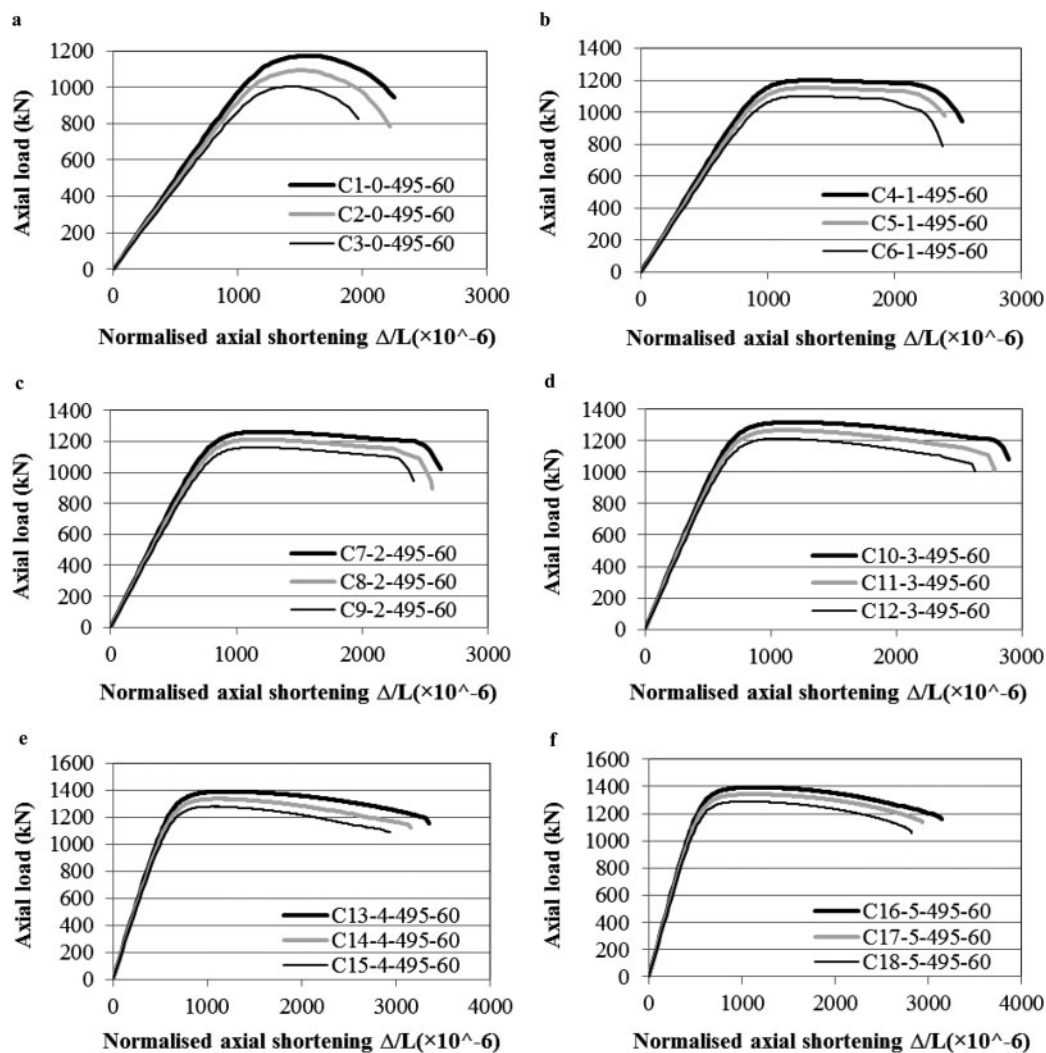 a
1200
1000
800
600
400
200
0
Axial load (kN)
C1-0-495-60
C2-0-495-60
C3-0-495-60
0 1000 2000 3000
Normalised axial shortening Δ/L(×10^-6)
b
1400
1200
1000
800
600
400
200
0
Axial load (kN)
C4-1-495-60
C5-1-495-60
C6-1-495-60
0 1000 2000 3000
Normalised axial shortening Δ/L(×10^-6)
c
1400
1200
1000
800
600
400
200
0
Axial load (kN)
C7-2-495-60
C8-2-495-60
C9-2-495-60
0 1000 2000 3000
Normalised axial shortening Δ/L(×10^-6)
d
1400
1200
1000
800
600
400
200
0
Axial load (kN)
C10-3-495-60
C11-3-495-60
C12-3-495-60
0 1000 2000 3000
Normalised axial shortening Δ/L(×10^-6)
e
1600
1400
1200
1000
800
600
400
200
0
Axial load (kN)
C13-4-495-60
C14-4-495-60
C15-4-495-60
0 1000 2000 3000 4000
Normalised axial shortening Δ/L(×10^-6)
f
1600
1400
1200
1000
800
600
400
200
0
Axial load (kN)
C16-5-495-60
C17-5-495-60
C18-5-495-60
0 1000 2000 3000 4000
Normalised axial shortening Δ/L(×10^-6)